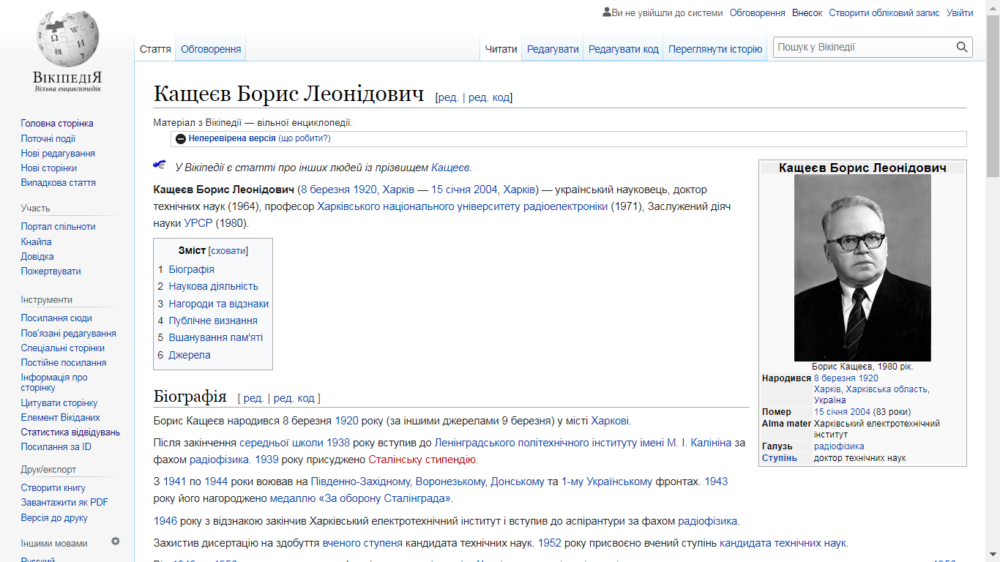 Ви не увійшли до системи Обговорення Внесок Створити обліковий запис Увійти
ВІКІПЕДІЯ
Вільна енциклопедія
Стаття Обговорення Читати Редагувати Редагувати код Переглянути історію Пошук у Вікіпедії
Головна сторінка
Поточні події
Нові редагування
Нові сторінки
Випадкова стаття
Участь
Портал спільноти
Кнайпа
Довідка
Пожертвувати
Інструменти
Посилання сюди
Пов'язані редагування
Спеціальні сторінки
Постійне посилання
Інформація про
сторінку
Цитувати сторінку
Елемент Вікіданих
Статистика відвідувань
Посилання за ID
Друк/експорт
Створити книгу
Завантажити як PDF
Версія до друку
Іншими мовами
Русский
Кащеєв Борис Леонідович [ред. | ред. код]
Матеріал з Вікіпедії — вільної енциклопедії.
Неперевірена версія (що робити?)
У Вікіпедії є статті про інших людей із прізвищем Кащеєв.
Кащеєв Борис Леонідович (8 березня 1920, Харків — 15 січня 2004, Харків) — український науковець, доктор
технічних наук (1964), професор Харківського національного університету радіоелектроніки (1971), Заслужений діяч
науки УРСР (1980).
Зміст [сховати]
1 Біографія
2 Наукова діяльність
3 Нагороди та відзнаки
4 Публічне визнання
5 Вшанування пам'яті
6 Джерела
Кащеєв Борис Леонідович
Борис Кащеєв, 1980 рік.
Народився 8 березня 1920
Харків, Харківська область,
Україна
Помер 15 січня 2004 (83 роки)
Alma mater Харківський електротехнічний
інститут
Галузь радіофізика
Ступінь доктор технічних наук
Біографія [ ред. | ред. код ]
Борис Кащеєв народився 8 березня 1920 року (за іншими джерелами 9 березня) у місті Харкові.
Після закінчення середньої школи 1938 року вступив до Ленінградського політехнічного інституту імені М. І. Калініна за
фахом радіофізика. 1939 року присуджено Сталінську стипендію.
З 1941 по 1944 роки воював на Південно-Західному, Воронезькому, Донському та 1-му Українському фронтах. 1943
року його нагороджено медаллю «За оборону Сталінграда».
1946 року з відзнакою закінчив Харківський електротехнічний інститут і вступив до аспірантури за фахом радіофізика.
Захистив дисертацію на здобуття вченого ступеня кандидата технічних наук. 1952 року присвоєно вчений ступінь кандидата технічних наук.